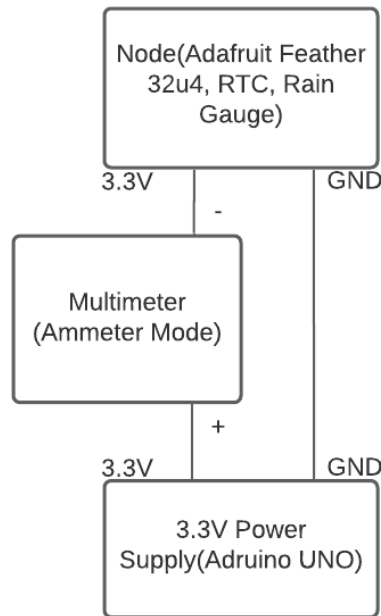 Node(Adafruit Feather
32u4, RTC, Rain
Gauge)
3.3V
GND
-
Multimeter
(Ammeter Mode)
+
3.3V
GND
3.3V Power
Supply(Adruino UNO)